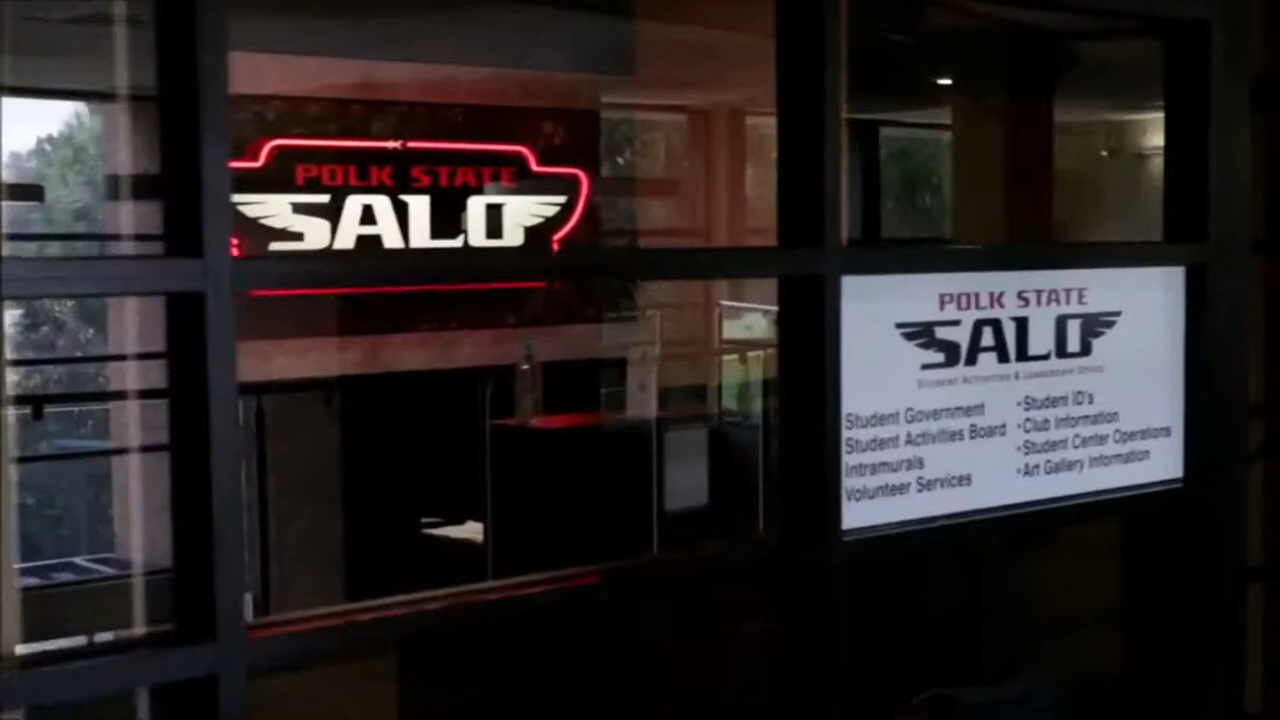 POLK STATE
SALO
POLK STATE
SALO
Student Activities & Leadership Office
Student Government
Student Activities Board
Intramurals
Volunteer Services
•Student ID's
•Club Information
•Student Center Operations
•Art Gallery Information